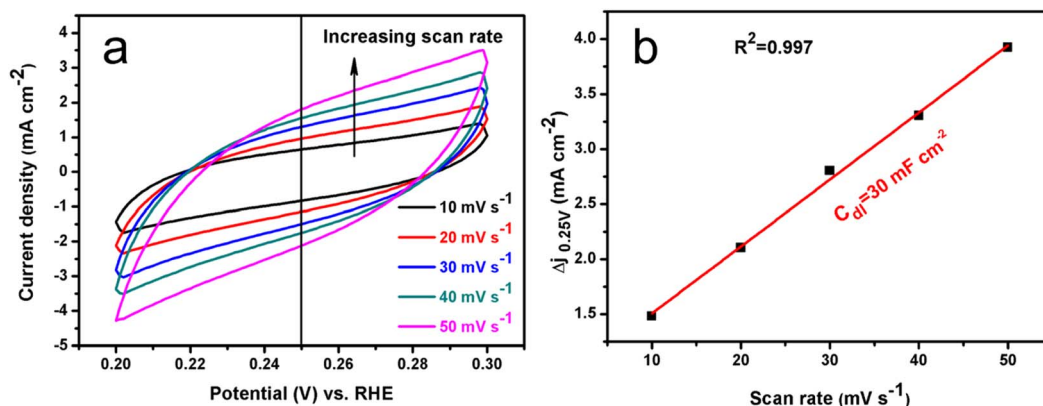 a
Increasing scan rate
Current density (mA cm⁻²)
4
3
2
1
0
-1
-2
-3
-4
-5
10 mV s⁻¹
20 mV s⁻¹
30 mV s⁻¹
40 mV s⁻¹
50 mV s⁻¹
0.20 0.22 0.24 0.26 0.28 0.30
Potential (V) vs. RHE
b
R²=0.997
Δj 0.25V (mA cm⁻²)
4.0
3.5
3.0
2.5
2.0
1.5
C dl=30 mF cm⁻²
10 20 30 40 50
Scan rate (mV s⁻¹)